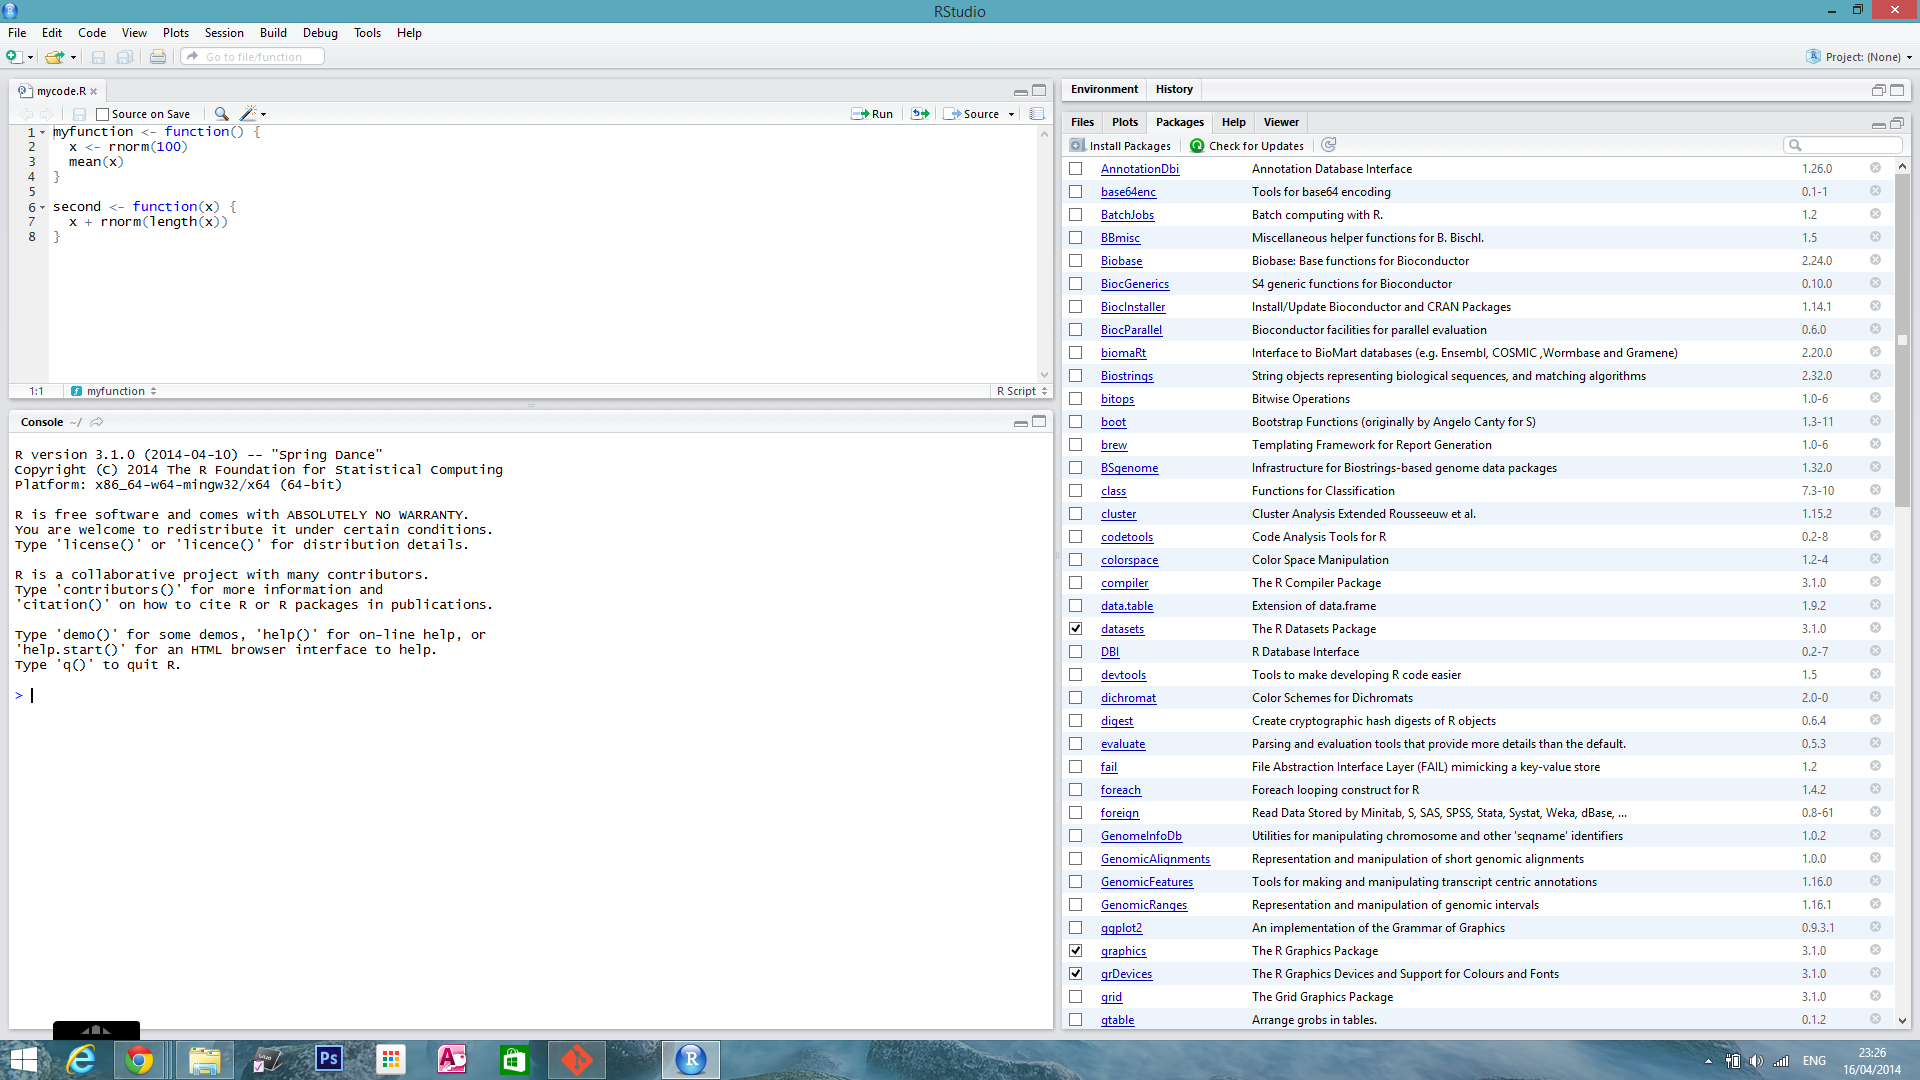 RStudio
File Edit Code View Plots Session Build Debug Tools Help
Go to file/function
Project: (None)
mycode.R
Source on Save
Run
Source
1 myfunction <- function() {
2 x <- rnorm(100)
3 mean(x)
4 }
5
6 second <- function(x) {
7 x + rnorm(length(x))
8 }
1:1 myfunction R Script
Console ~/
R version 3.1.0 (2014-04-10) -- "Spring Dance"
Copyright (C) 2014 The R Foundation for Statistical Computing
Platform: x86_64-w64-mingw32/x64 (64-bit)
R is free software and comes with ABSOLUTELY NO WARRANTY.
You are welcome to redistribute it under certain conditions.
Type 'license()' or 'licence()' for distribution details.
R is a collaborative project with many contributors.
Type 'contributors()' for more information and
'citation()' on how to cite R or R packages in publications.
Type 'demo()' for some demos, 'help()' for on-line help, or
'help.start()' for an HTML browser interface to help.
Type 'q()' to quit R.
>
Environment History
Files Plots Packages Help Viewer
Install Packages Check for Updates
AnnotationDbi Annotation Database Interface 1.26.0
base64enc Tools for base64 encoding 0.1-1
BatchJobs Batch computing with R. 1.2
BBmisc Miscellaneous helper functions for B. Bischl. 1.5
Biobase Biobase: Base functions for Bioconductor 2.24.0
BiocGenerics S4 generic functions for Bioconductor 0.10.0
BiocInstaller Install/Update Bioconductor and CRAN Packages 1.14.1
BiocParallel Bioconductor facilities for parallel evaluation 0.6.0
biomaRt Interface to BioMart databases (e.g. Ensembl, COSMIC ,Wormbase and Gramene) 2.20.0
Biostrings String objects representing biological sequences, and matching algorithms 2.32.0
bitops Bitwise Operations 1.0-6
boot Bootstrap Functions (originally by Angelo Canty for S) 1.3-11
brew Templating Framework for Report Generation 1.0-6
BSgenome Infrastructure for Biostrings-based genome data packages 1.32.0
class Functions for Classification 7.3-10
cluster Cluster Analysis Extended Rousseeuw et al. 1.15.2
codetools Code Analysis Tools for R 0.2-8
colorspace Color Space Manipulation 1.2-4
compiler The R Compiler Package 3.1.0
data.table Extension of data.frame 1.9.2
datasets The R Datasets Package 3.1.0
DBI R Database Interface 0.2-7
devtools Tools to make developing R code easier 1.5
dichromat Color Schemes for Dichromats 2.0-0
digest Create cryptographic hash digests of R objects 0.6.4
evaluate Parsing and evaluation tools that provide more details than the default. 0.5.3
fail File Abstraction Interface Layer (FAIL) mimicking a key-value store 1.2
foreach Foreach looping construct for R 1.4.2
foreign Read Data Stored by Minitab, S, SAS, SPSS, Stata, Systat, Weka, dBase, ... 0.8-61
GenomeInfoDb Utilities for manipulating chromosome and other 'seqname' identifiers 1.0.2
GenomicAlignments Representation and manipulation of short genomic alignments 1.0.0
GenomicFeatures Tools for making and manipulating transcript centric annotations 1.16.0
GenomicRanges Representation and manipulation of genomic intervals 1.16.1
ggplot2 An implementation of the Grammar of Graphics 0.9.3.1
graphics The R Graphics Package 3.1.0
grDevices The R Graphics Devices and Support for Colours and Fonts 3.1.0
grid The Grid Graphics Package 3.1.0
gtable Arrange grobs in tables. 0.1.2
Ps
R
ENG
23:26
16/04/2014